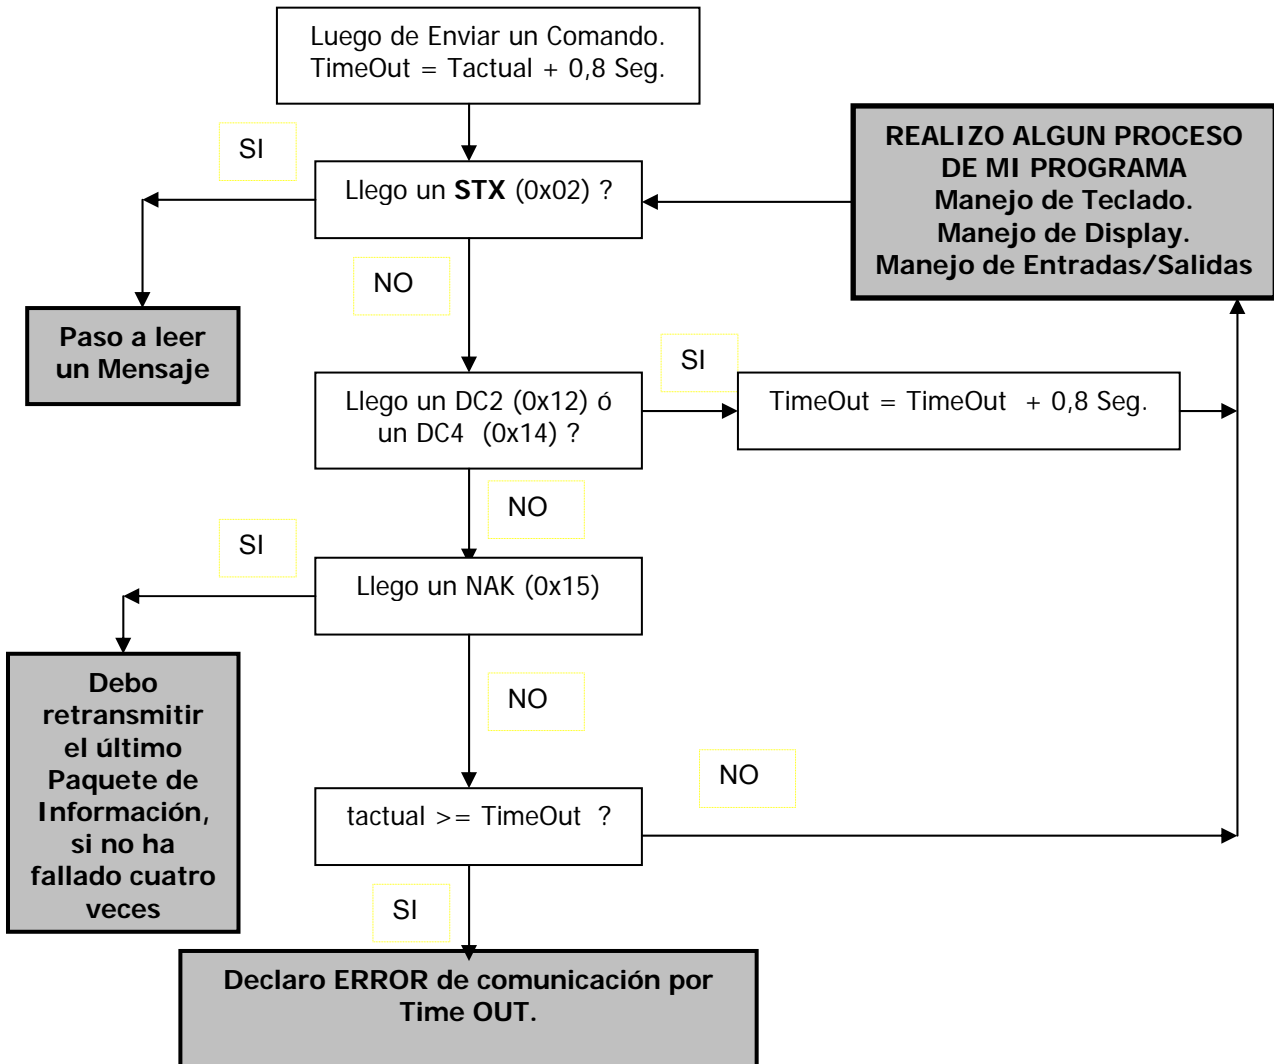 Luego de Enviar un Comando.
TimeOut = Tactual + 0,8 Seg.
SI
Llego un STX (0x02) ?
REALIZO ALGUN PROCESO
DE MI PROGRAMA
Manejo de Teclado.
Manejo de Display.
Manejo de Entradas/Salidas
NO
Paso a leer
un Mensaje
SI
Llego un DC2 (0x12) ó
un DC4 (0x14) ?
TimeOut = TimeOut + 0,8 Seg.
NO
SI
Llego un NAK (0x15)
Debo
retransmitir
el último
Paquete de
Información,
si no ha
fallado cuatro
veces
NO
NO
tactual >= TimeOut ?
SI
Declaro ERROR de comunicación por
Time OUT.